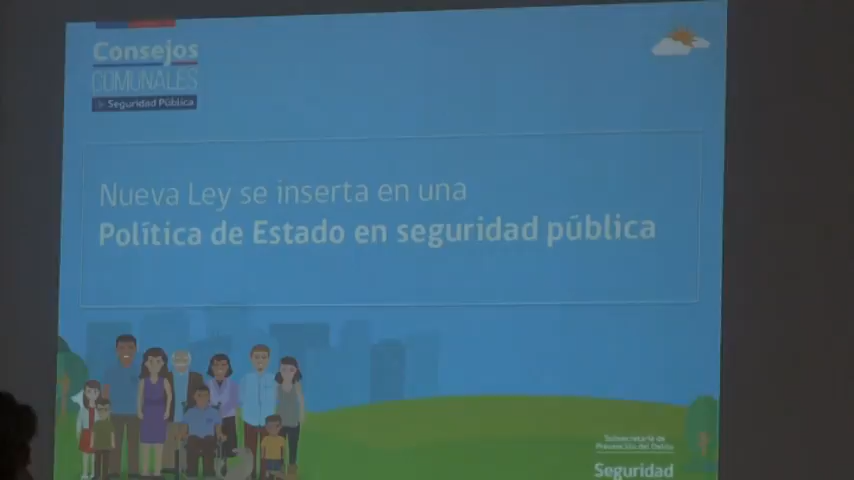 Consejos
COMUNALES
Seguridad Pública
Nueva Ley se inserta en una
Política de Estado en seguridad pública
Subsecretaría de
Prevención del Delito
Seguridad